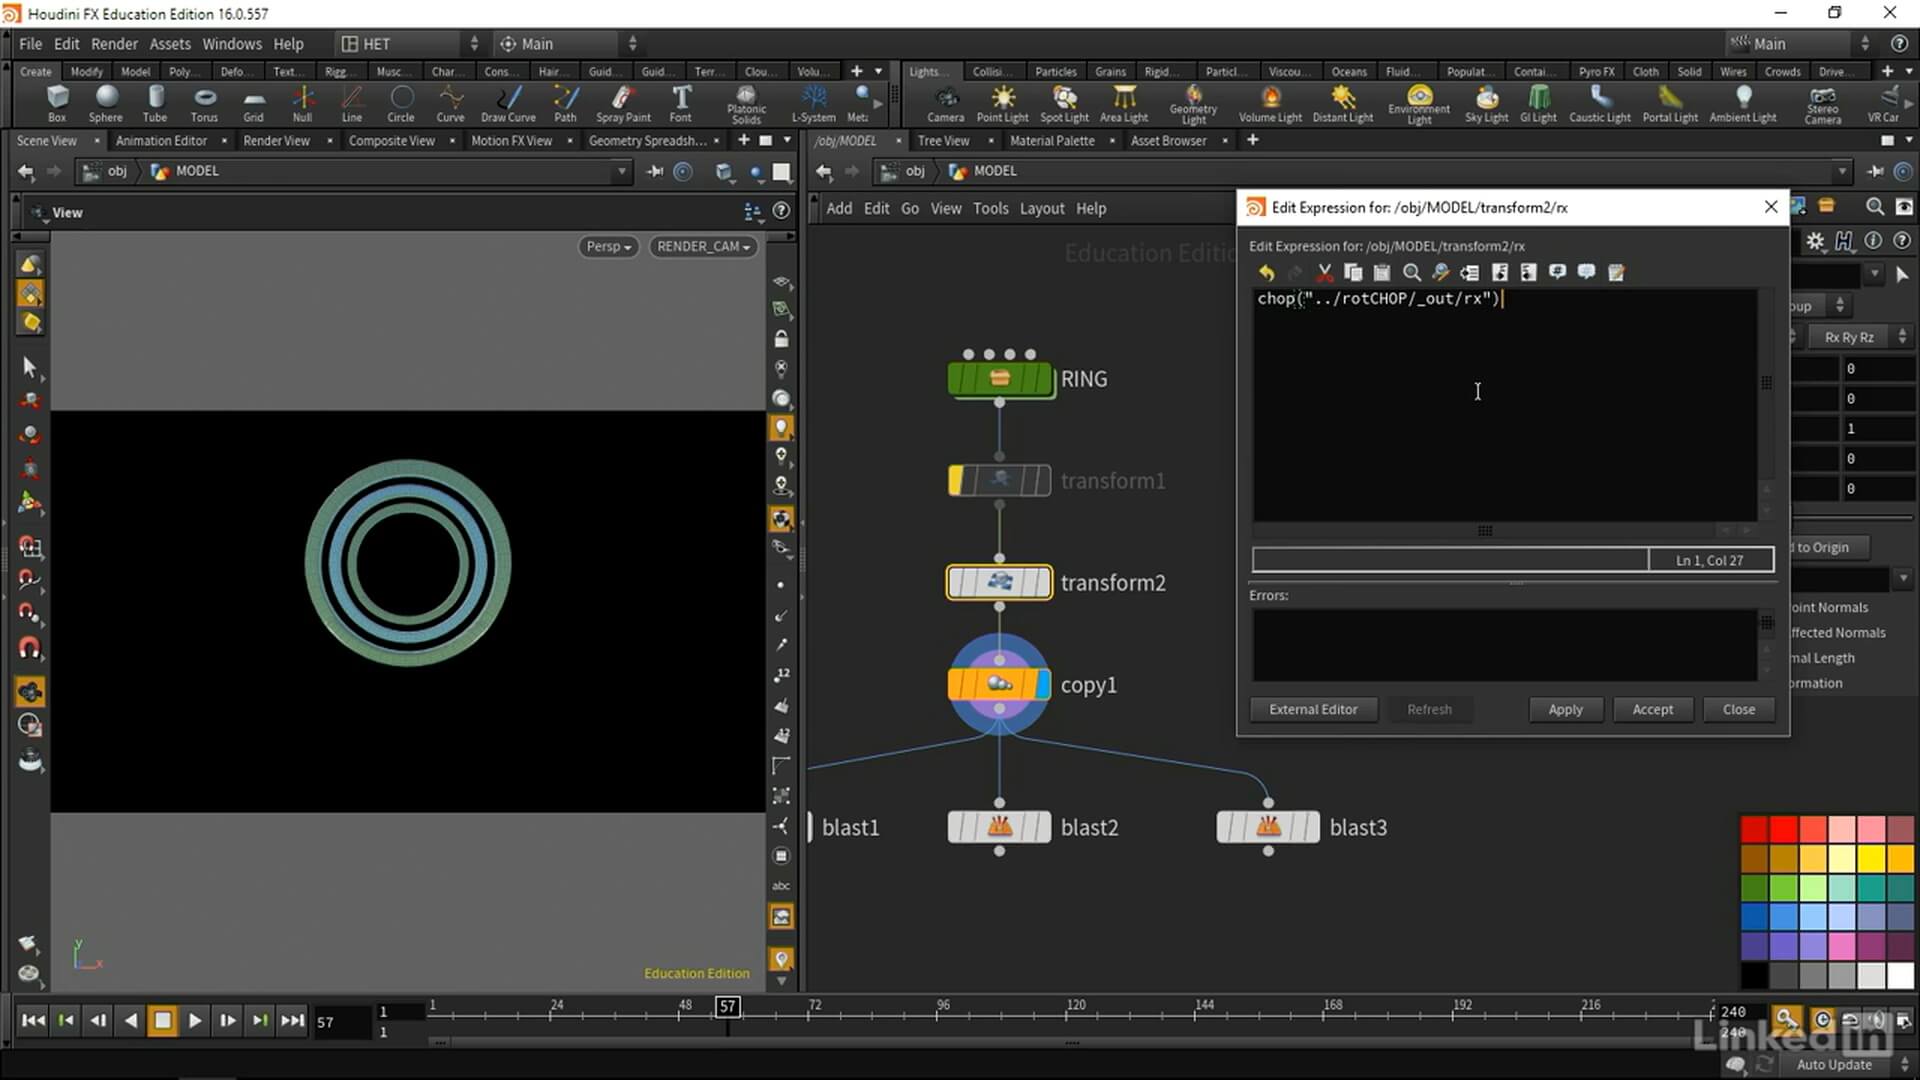 Houdini FX Education Edition 16.0.557
File Edit Render Assets Windows Help HET Main Main
Create Modify Model Poly... Defo... Text... Rigg... Musc... Char... Cons... Hair... Guid... Guid... Terr... Clou... Volu...
Lights... Collisi... Particles Grains Rigid... Particl... Viscou... Oceans Fluid... Populat... Contai... Pyro FX Cloth Solid Wires Crowds Drive...
Box Sphere Tube Torus Grid Null Line Circle Curve Draw Curve Path Spray Paint Font Platonic Solids L-System Meta
Camera Point Light Spot Light Area Light Geometry Light Volume Light Distant Light Environment Light Sky Light GI Light Caustic Light Portal Light Ambient Light Stereo Camera VR Car
Scene View Animation Editor Render View Composite View Motion FX View Geometry Spreadsh...
/obj/MODEL Tree View Material Palette Asset Browser
obj MODEL
obj MODEL
View
Add Edit Go View Tools Layout Help
Persp RENDER_CAM
Education Editio
Edit Expression for: /obj/MODEL/transform2/rx
Edit Expression for: /obj/MODEL/transform2/rx
chop("../rotCHOP/_out/rx")
Ln 1, Col 27
Errors:
External Editor Refresh Apply Accept Close
oup
Rx Ry Rz
0
0
1
0
0
d to Origin
oint Normals
ffected Normals
mal Length
ormation
RING
transform1
transform2
copy1
blast1
blast2
blast3
12
12
abc
y
x
Education Edition
57
1
1
1 24 48 57 72 96 120 144 168 192 216 2
240
240
Auto Update
LinkedIn